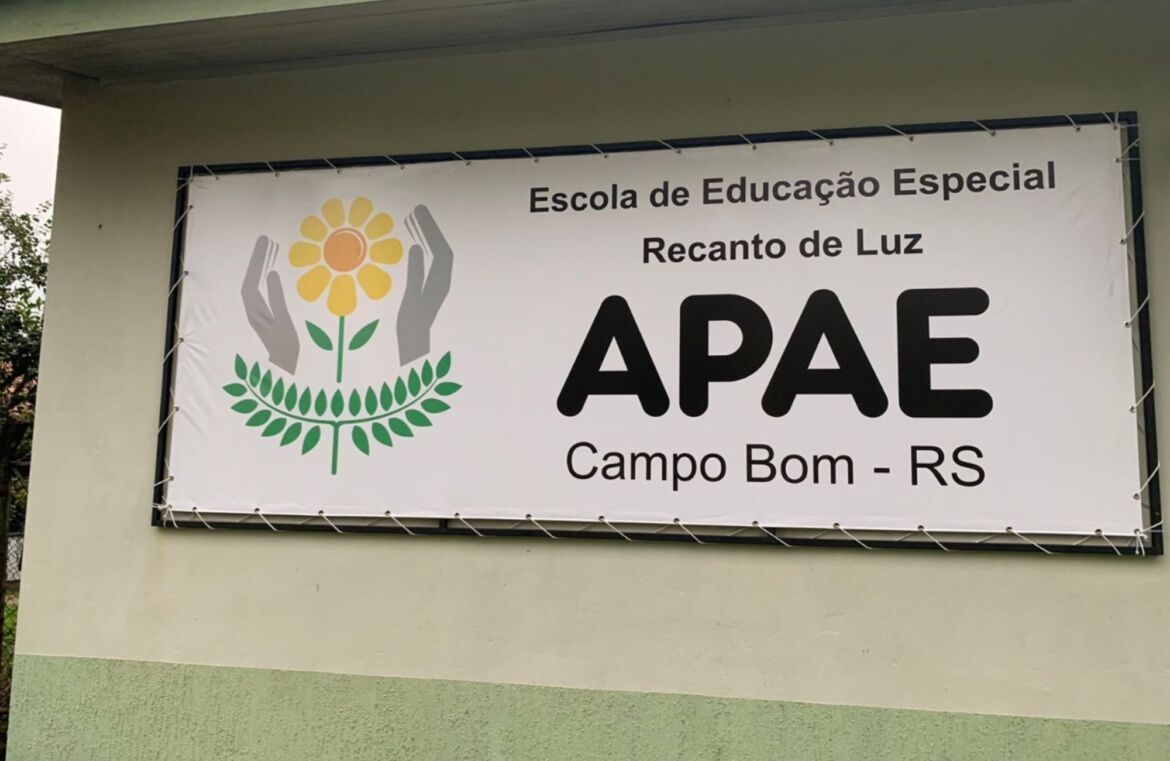 Escola de Educação Especial
Recanto de Luz
APAE
Campo Bom - RS